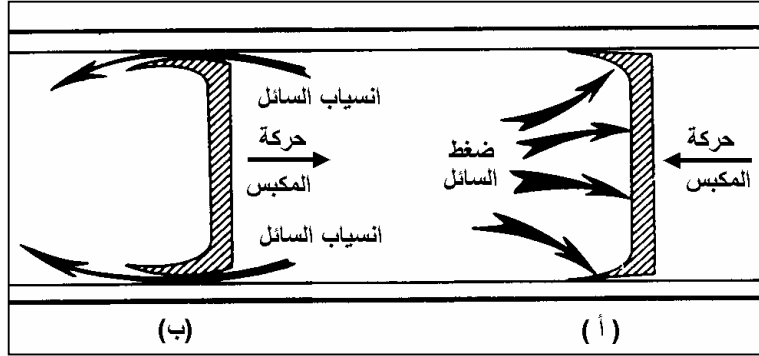 حركة
المكبس
ضغط
السائل
( أ )
انسياب السائل
حركة
المكبس
انسياب السائل
(ب)